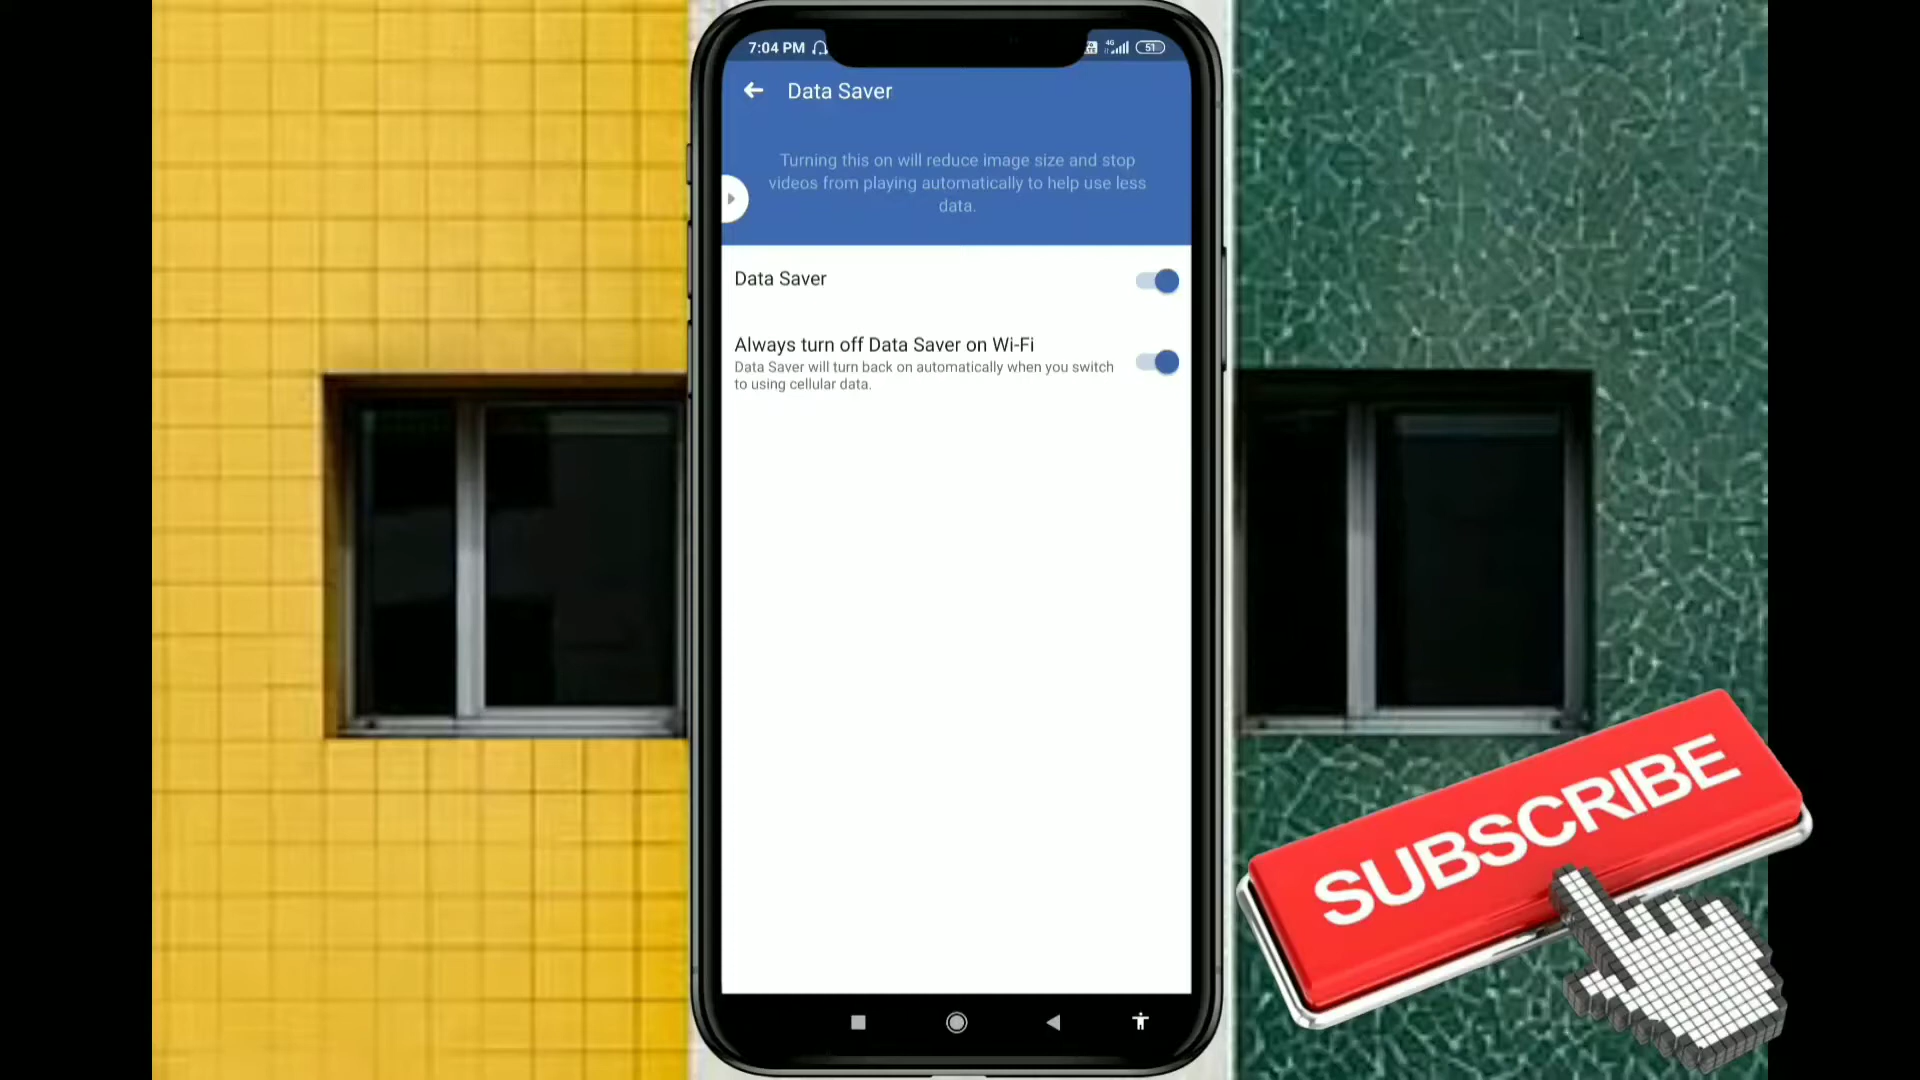 7:04 PM
4G
51
Data Saver
Turning this on will reduce image size and stop
videos from playing automatically to help use less
data.
Data Saver
Always turn off Data Saver on Wi-Fi
Data Saver will turn back on automatically when you switch
to using cellular data.
SUBSCRIBE